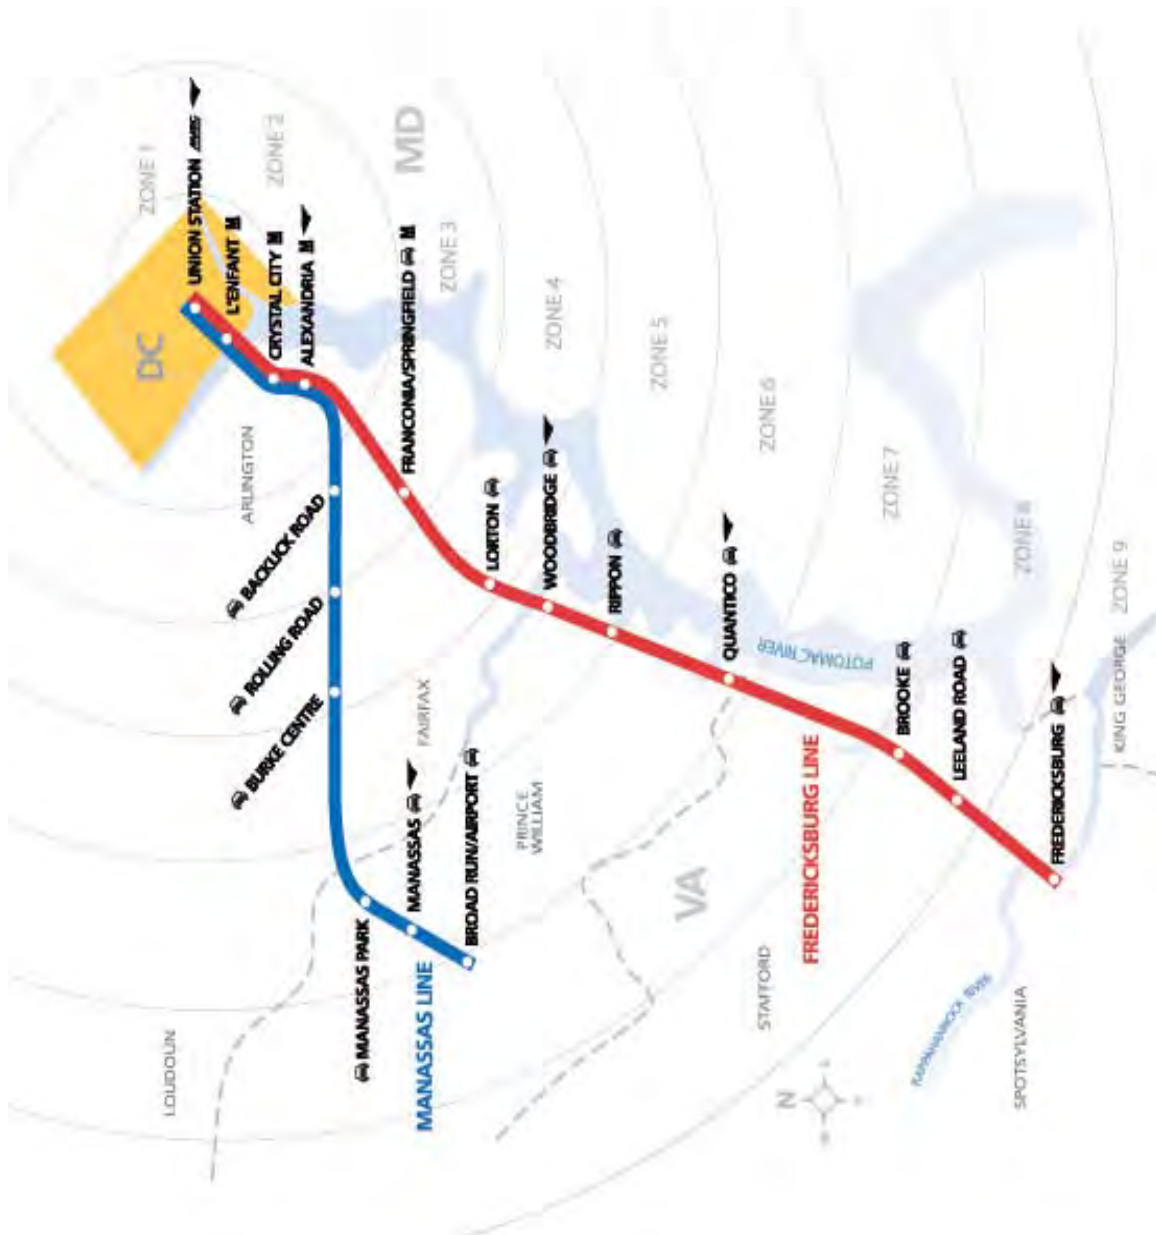 ZONE 1
ZONE 2
MD
ZONE 3
ZONE 4
ZONE 5
ZONE 6
ZONE 7
ZONE 8
ZONE 9
DC
ARLINGTON
UNION STATION
L'ENFANT M
CRYSTAL CITY M
ALEXANDRIA M
FRANCONIA/SPRINGFIELD M
LORTON
WOODBRIDGE
RIPPON
QUANTICO
POTOMAC RIVER
BROOKE
LEELAND ROAD
FREDERICKSBURG
KING GEORGE
BACKLICK ROAD
ROLLING ROAD
BURKE CENTRE
MANASSAS PARK
MANASSAS
BROAD RUN/AIRPORT
MANASSAS LINE
FREDERICKSBURG LINE
FAIRFAX
PRINCE
WILLIAM
VA
LOUDOUN
STAFFORD
SPOTSYLVANIA
RAPPAHANNOCK RIVER
N